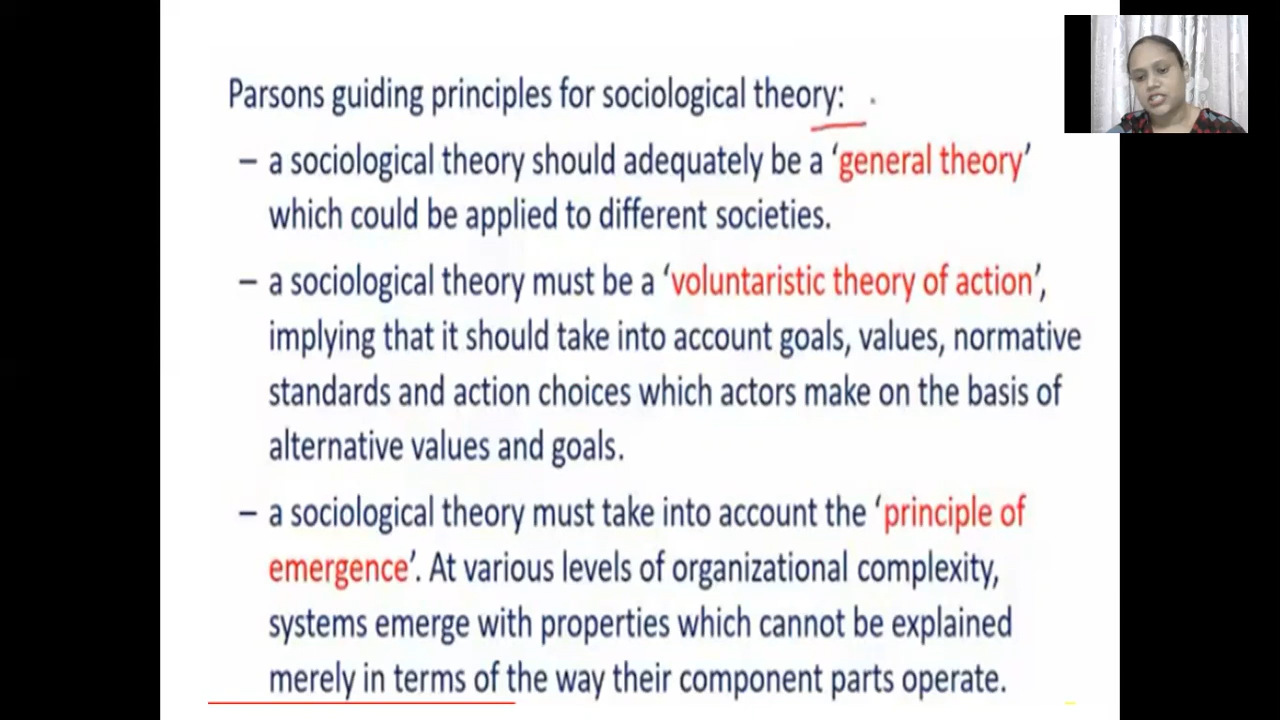 Parsons guiding principles for sociological theory:
– a sociological theory should adequately be a ‘general theory’
which could be applied to different societies.
– a sociological theory must be a ‘voluntaristic theory of action’,
implying that it should take into account goals, values, normative
standards and action choices which actors make on the basis of
alternative values and goals.
– a sociological theory must take into account the ‘principle of
emergence’. At various levels of organizational complexity,
systems emerge with properties which cannot be explained
merely in terms of the way their component parts operate.